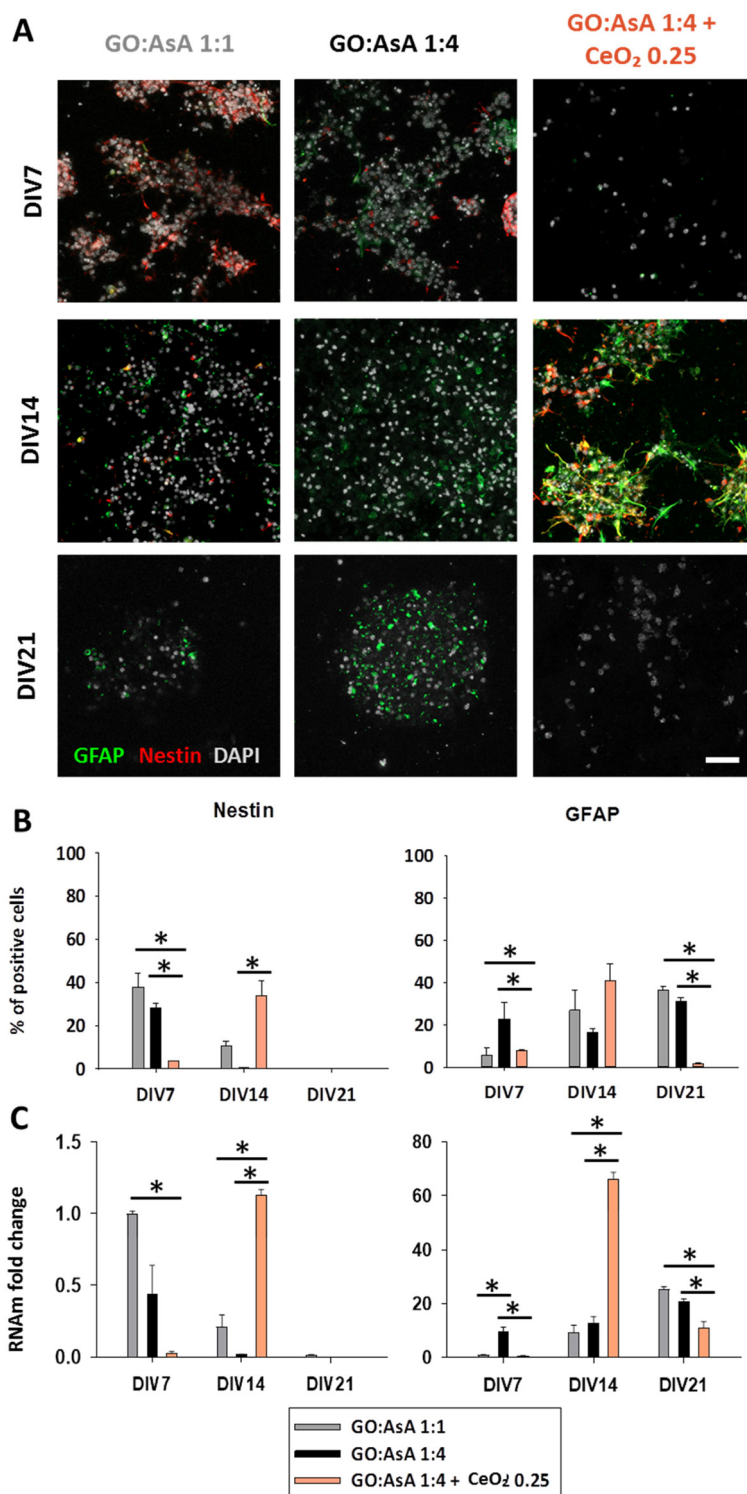 A
GO:AsA 1:1
GO:AsA 1:4
GO:AsA 1:4 +
CeO₂ 0.25
DIV7
DIV14
DIV21
GFAP Nestin DAPI
B
Nestin
GFAP
% of positive cells
100
80
60
40
20
0
*
*
*
DIV7
DIV14
DIV21
100
80
60
40
20
0
*
*
*
*
DIV7
DIV14
DIV21
C
RNAm fold change
1.5
1.0
0.5
0.0
*
*
*
DIV7
DIV14
DIV21
80
60
40
20
0
*
*
*
*
*
*
DIV7
DIV14
DIV21
GO:AsA 1:1
GO:AsA 1:4
GO:AsA 1:4 + CeO₂ 0.25